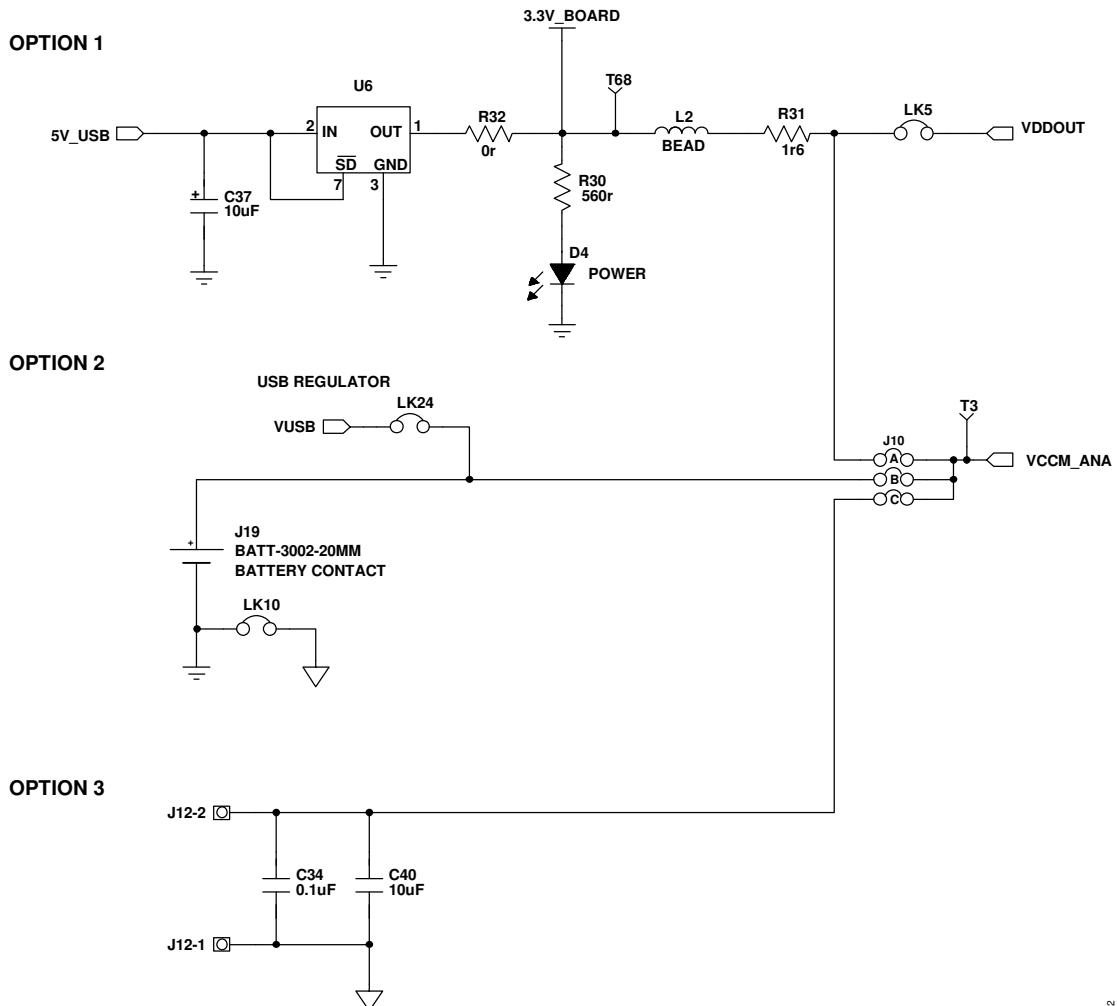 3.3V_BOARD
OPTION 1
T68
U6
R32
L2
R31
LK5
5V_USB
2 IN OUT 1
VDDOUT
0r
BEAD
1r6
SD GND
7 3
+
C37
10uF
R30
560r
D4
POWER
OPTION 2
USB REGULATOR
LK24
VUSB
T3
J10
A
VCCM_ANA
B
C
+
J19
BATT-3002-20MM
BATTERY CONTACT
LK10
OPTION 3
J12-2
C34
0.1uF
C40
10uF
J12-1
2